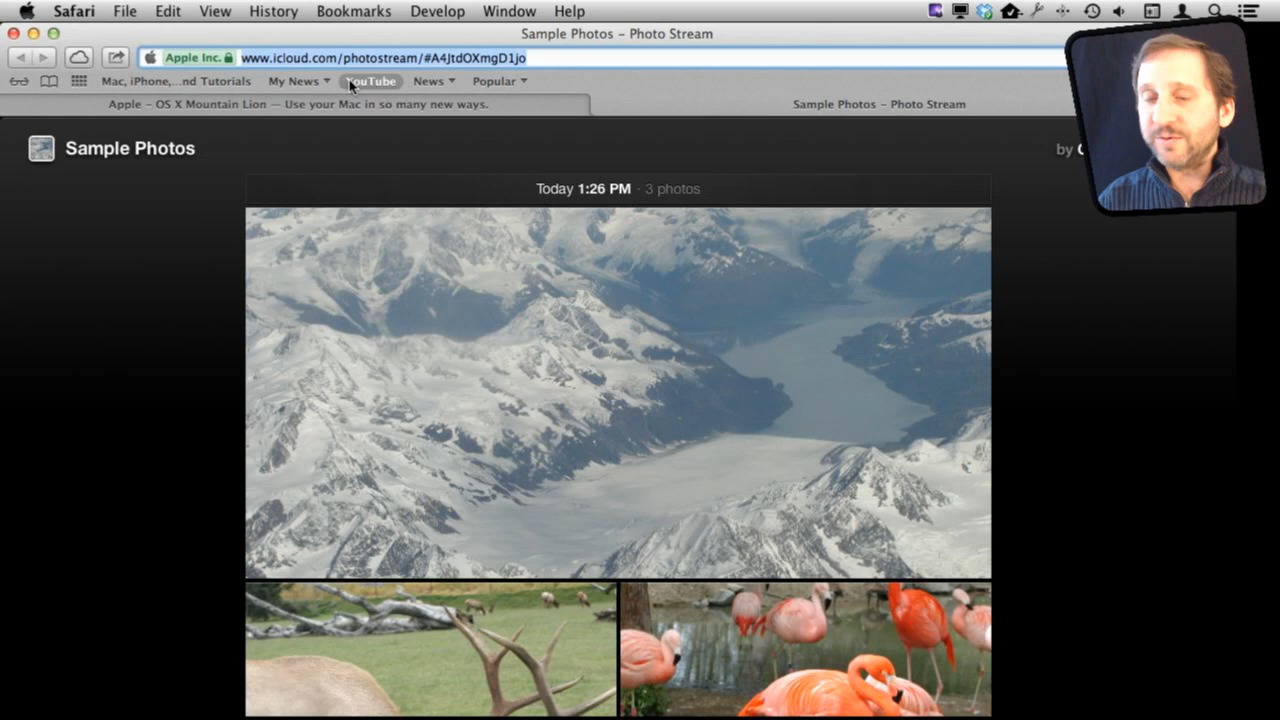 Safari File Edit View History Bookmarks Develop Window Help
Sample Photos – Photo Stream
Apple Inc. www.icloud.com/photostream/#A4JtdOXmgD1jo
Mac, iPhone,...nd Tutorials My News YouTube News Popular
Apple – OS X Mountain Lion — Use your Mac in so many new ways. Sample Photos – Photo Stream
Sample Photos by
Today 1:26 PM · 3 photos